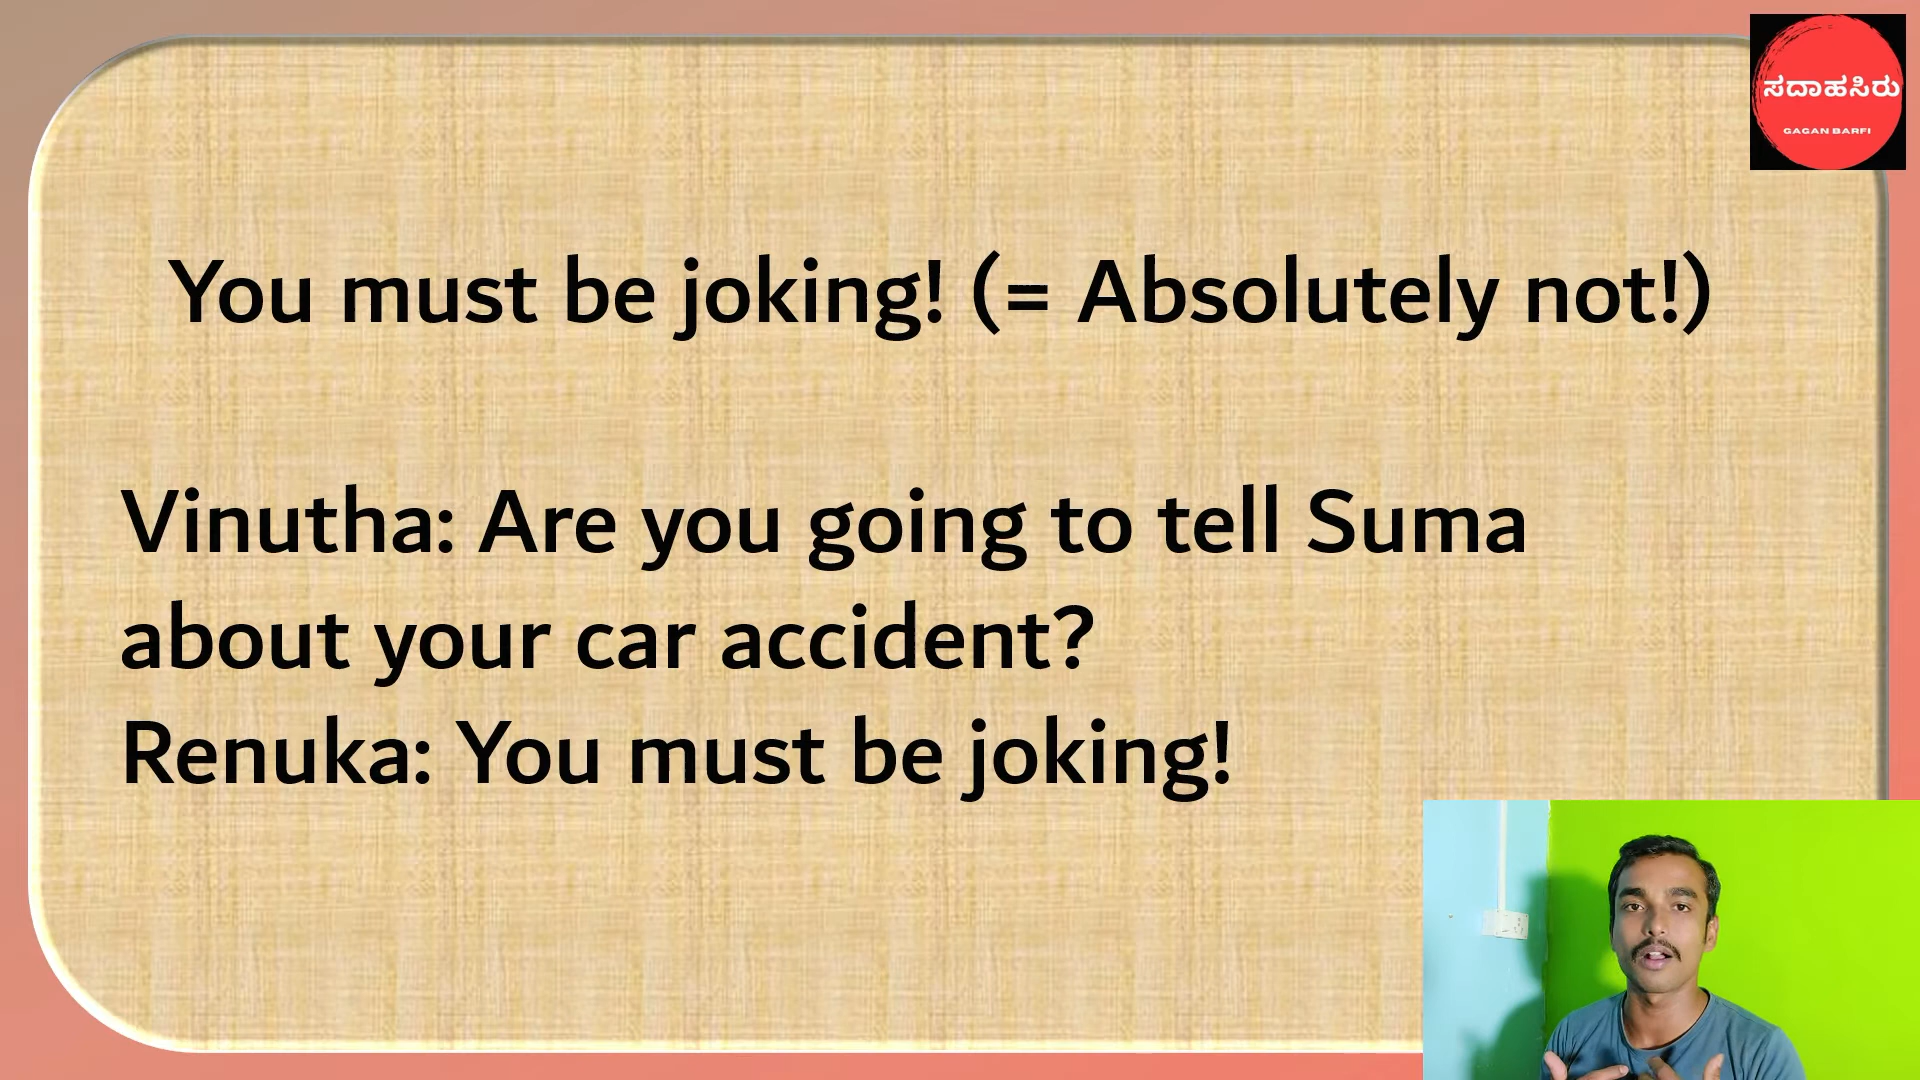 ಸದಾಹಸಿರು
GAGAN BARFI
You must be joking! (= Absolutely not!)
Vinutha: Are you going to tell Suma
about your car accident?
Renuka: You must be joking!